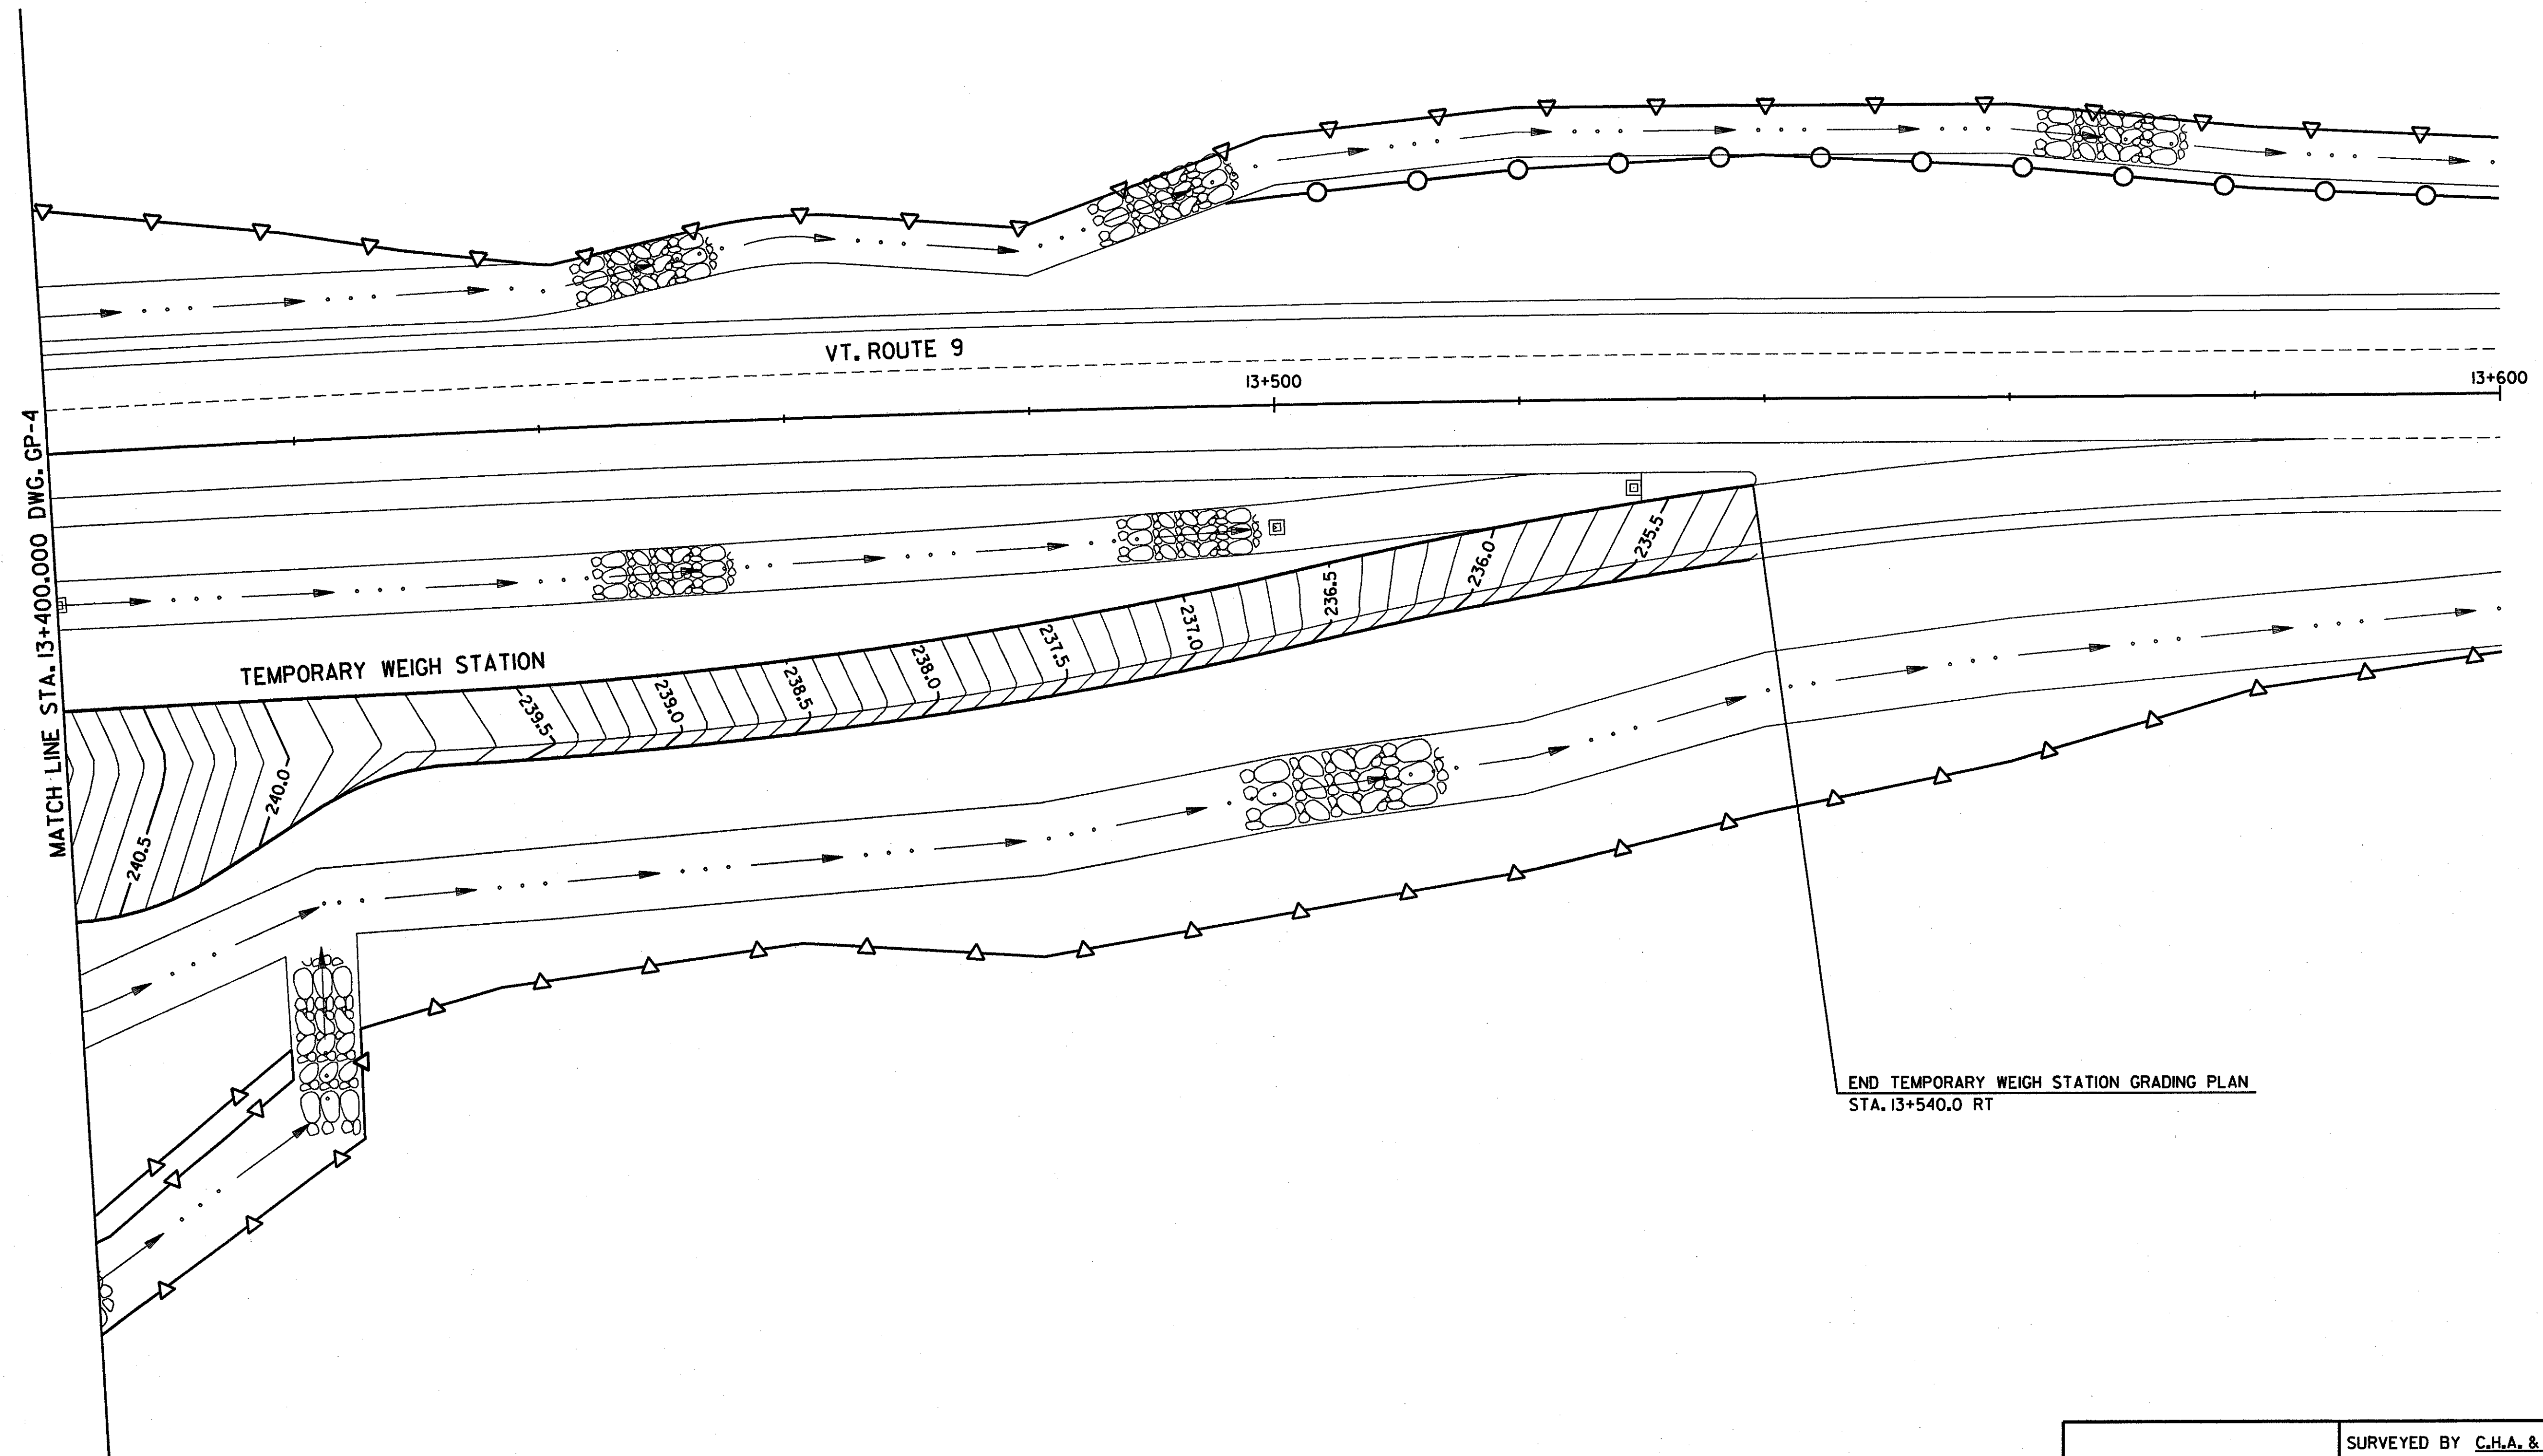 VT. ROUTE 9
13+500
13+600
MATCH LINE STA. 13+400.000 DWG. GP-4
TEMPORARY WEIGH STATION
240.5
240.0
239.5
239.0
238.5
238.0
237.5
237.0
236.5
236.0
235.5
END TEMPORARY WEIGH STATION GRADING PLAN
STA. 13+540.0 RT
SURVEYED BY C.H.A. &